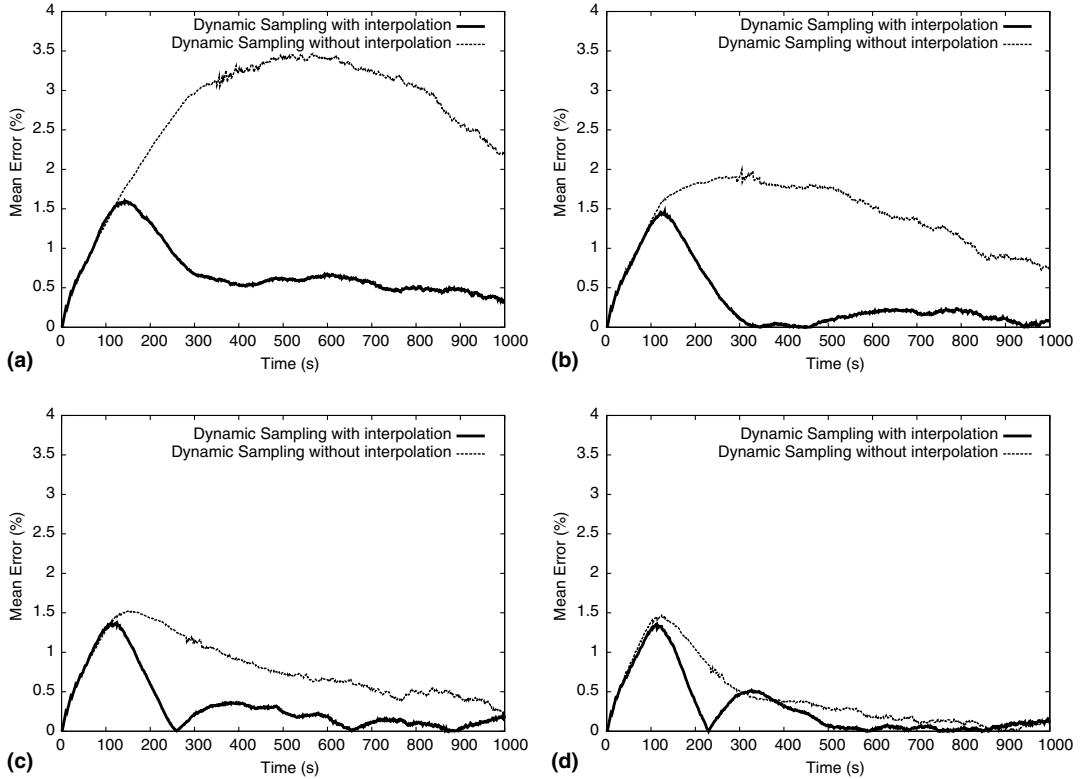 4
3.5
3
2.5
2
1.5
1
0.5
0
Mean Error (%)
Dynamic Sampling with interpolation
Dynamic Sampling without interpolation
0 100 200 300 400 500 600 700 800 900 1000
Time (s)
(a)
4
3.5
3
2.5
2
1.5
1
0.5
0
Mean Error (%)
Dynamic Sampling with interpolation
Dynamic Sampling without interpolation
0 100 200 300 400 500 600 700 800 900 1000
Time (s)
(b)
4
3.5
3
2.5
2
1.5
1
0.5
0
Mean Error (%)
Dynamic Sampling with interpolation
Dynamic Sampling without interpolation
0 100 200 300 400 500 600 700 800 900 1000
Time (s)
(c)
4
3.5
3
2.5
2
1.5
1
0.5
0
Mean Error (%)
Dynamic Sampling with interpolation
Dynamic Sampling without interpolation
0 100 200 300 400 500 600 700 800 900 1000
Time (s)
(d)